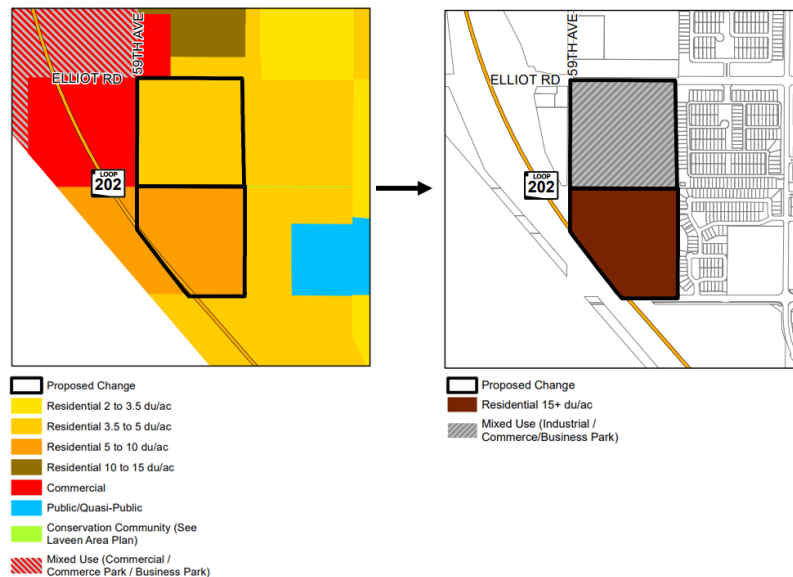 59TH AVE
ELLIOT RD
LOOP
202
Proposed Change
Residential 2 to 3.5 du/ac
Residential 3.5 to 5 du/ac
Residential 5 to 10 du/ac
Residential 10 to 15 du/ac
Commercial
Public/Quasi-Public
Conservation Community (See
Laveen Area Plan)
Mixed Use (Commercial /
Commerce Park / Business Park)
59TH AVE
ELLIOT RD
LOOP
202
Proposed Change
Residential 15+ du/ac
Mixed Use (Industrial /
Commerce/Business Park)